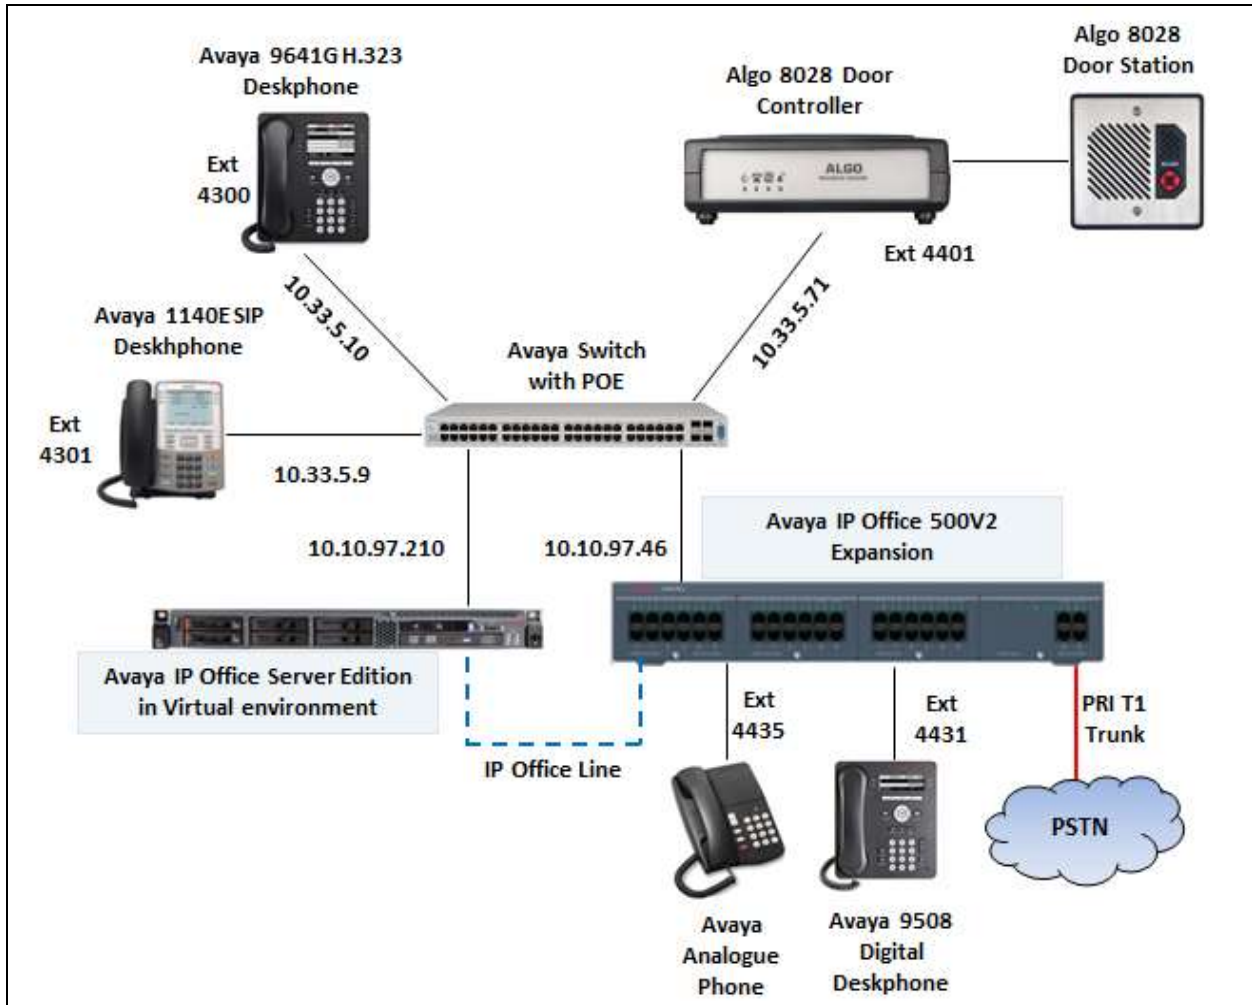 Avaya 9641G H.323
Deskphone
Ext
4300
Algo 8028 Door
Controller
ALGO
Algo 8028
Door Station
Ext 4401
10.33.5.10
10.33.5.71
Avaya 1140E SIP
Deskhphone
Ext
4301
10.33.5.9
Avaya Switch
with POE
10.10.97.210
10.10.97.46
Avaya IP Office 500V2
Expansion
Avaya IP Office Server Edition
in Virtual environment
IP Office Line
Ext
4435
Ext
4431
PRI T1
Trunk
PSTN
Avaya
Analogue
Phone
Avaya 9508
Digital
Deskphone